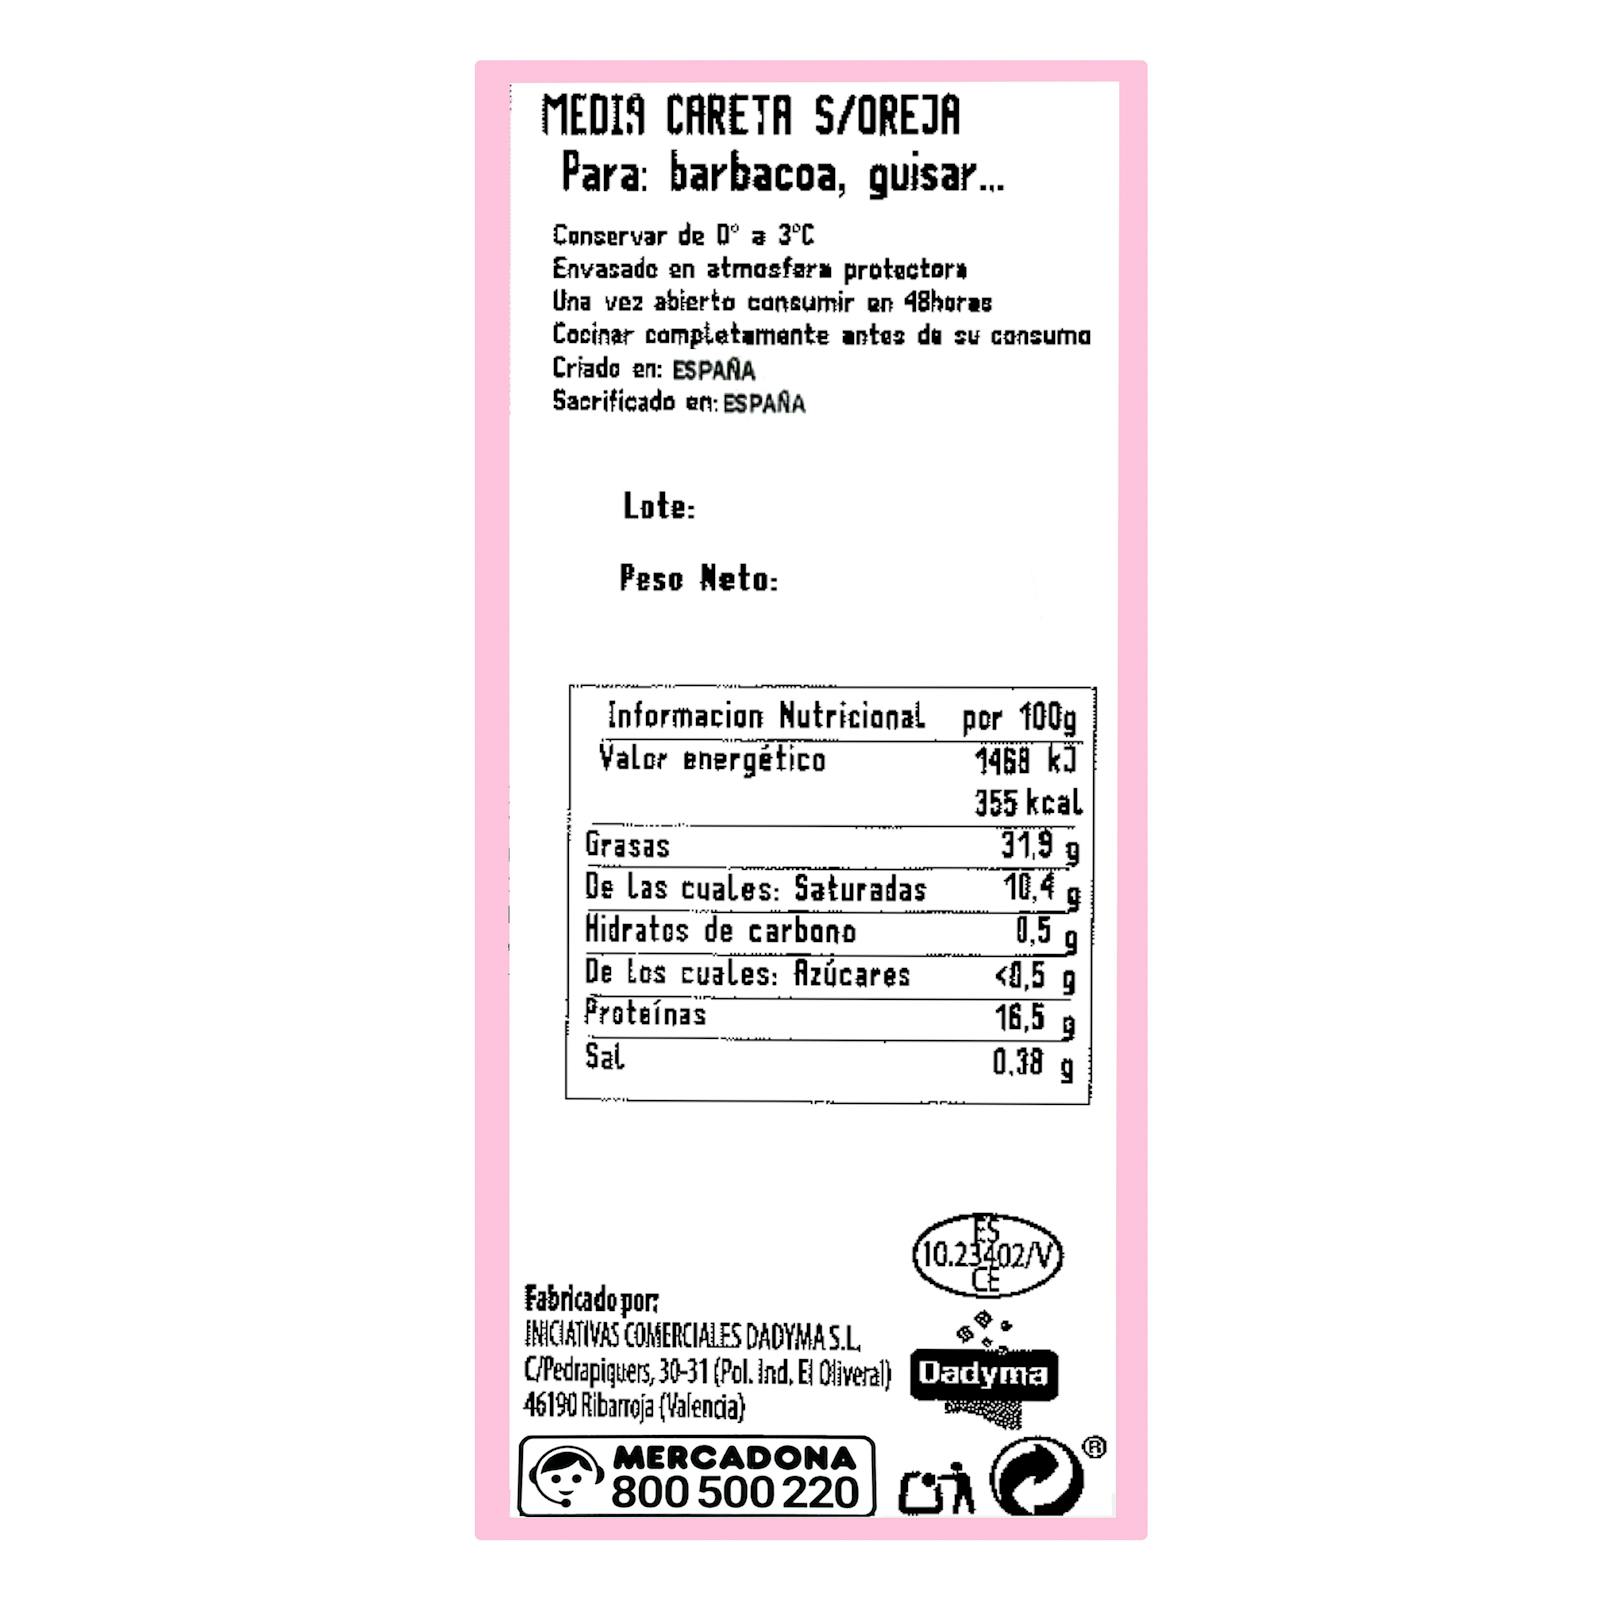 MEDIA CARETA S/OREJA
Para: barbacoa, guisar...
Conservar de 0° a 3°C
Envasado en atmosfera protectora
Una vez abierto consumir en 48horas
Cocinar completamente antes de su consumo
Criado en: ESPAÑA
Sacrificado en: ESPAÑA
Lote:
Peso Neto:
Informacion Nutricional por 100g
Valor energético 1468 kJ
355 kcal
Grasas 31,9 g
De las cuales: Saturadas 10,4 g
Hidratos de carbono 0,5 g
De los cuales: Azúcares <0,5 g
Proteínas 16,5 g
Sal 0.38 g
ES
10.23402/V
CE
Fabricado por:
INICIATIVAS COMERCIALES DADYMA S.L.
C/Pedrapiquers, 30-31 (Pol. Ind. El Oliveral)
46190 Ribarroja (Valencia)
Dadyma
MERCADONA
800 500 220
®